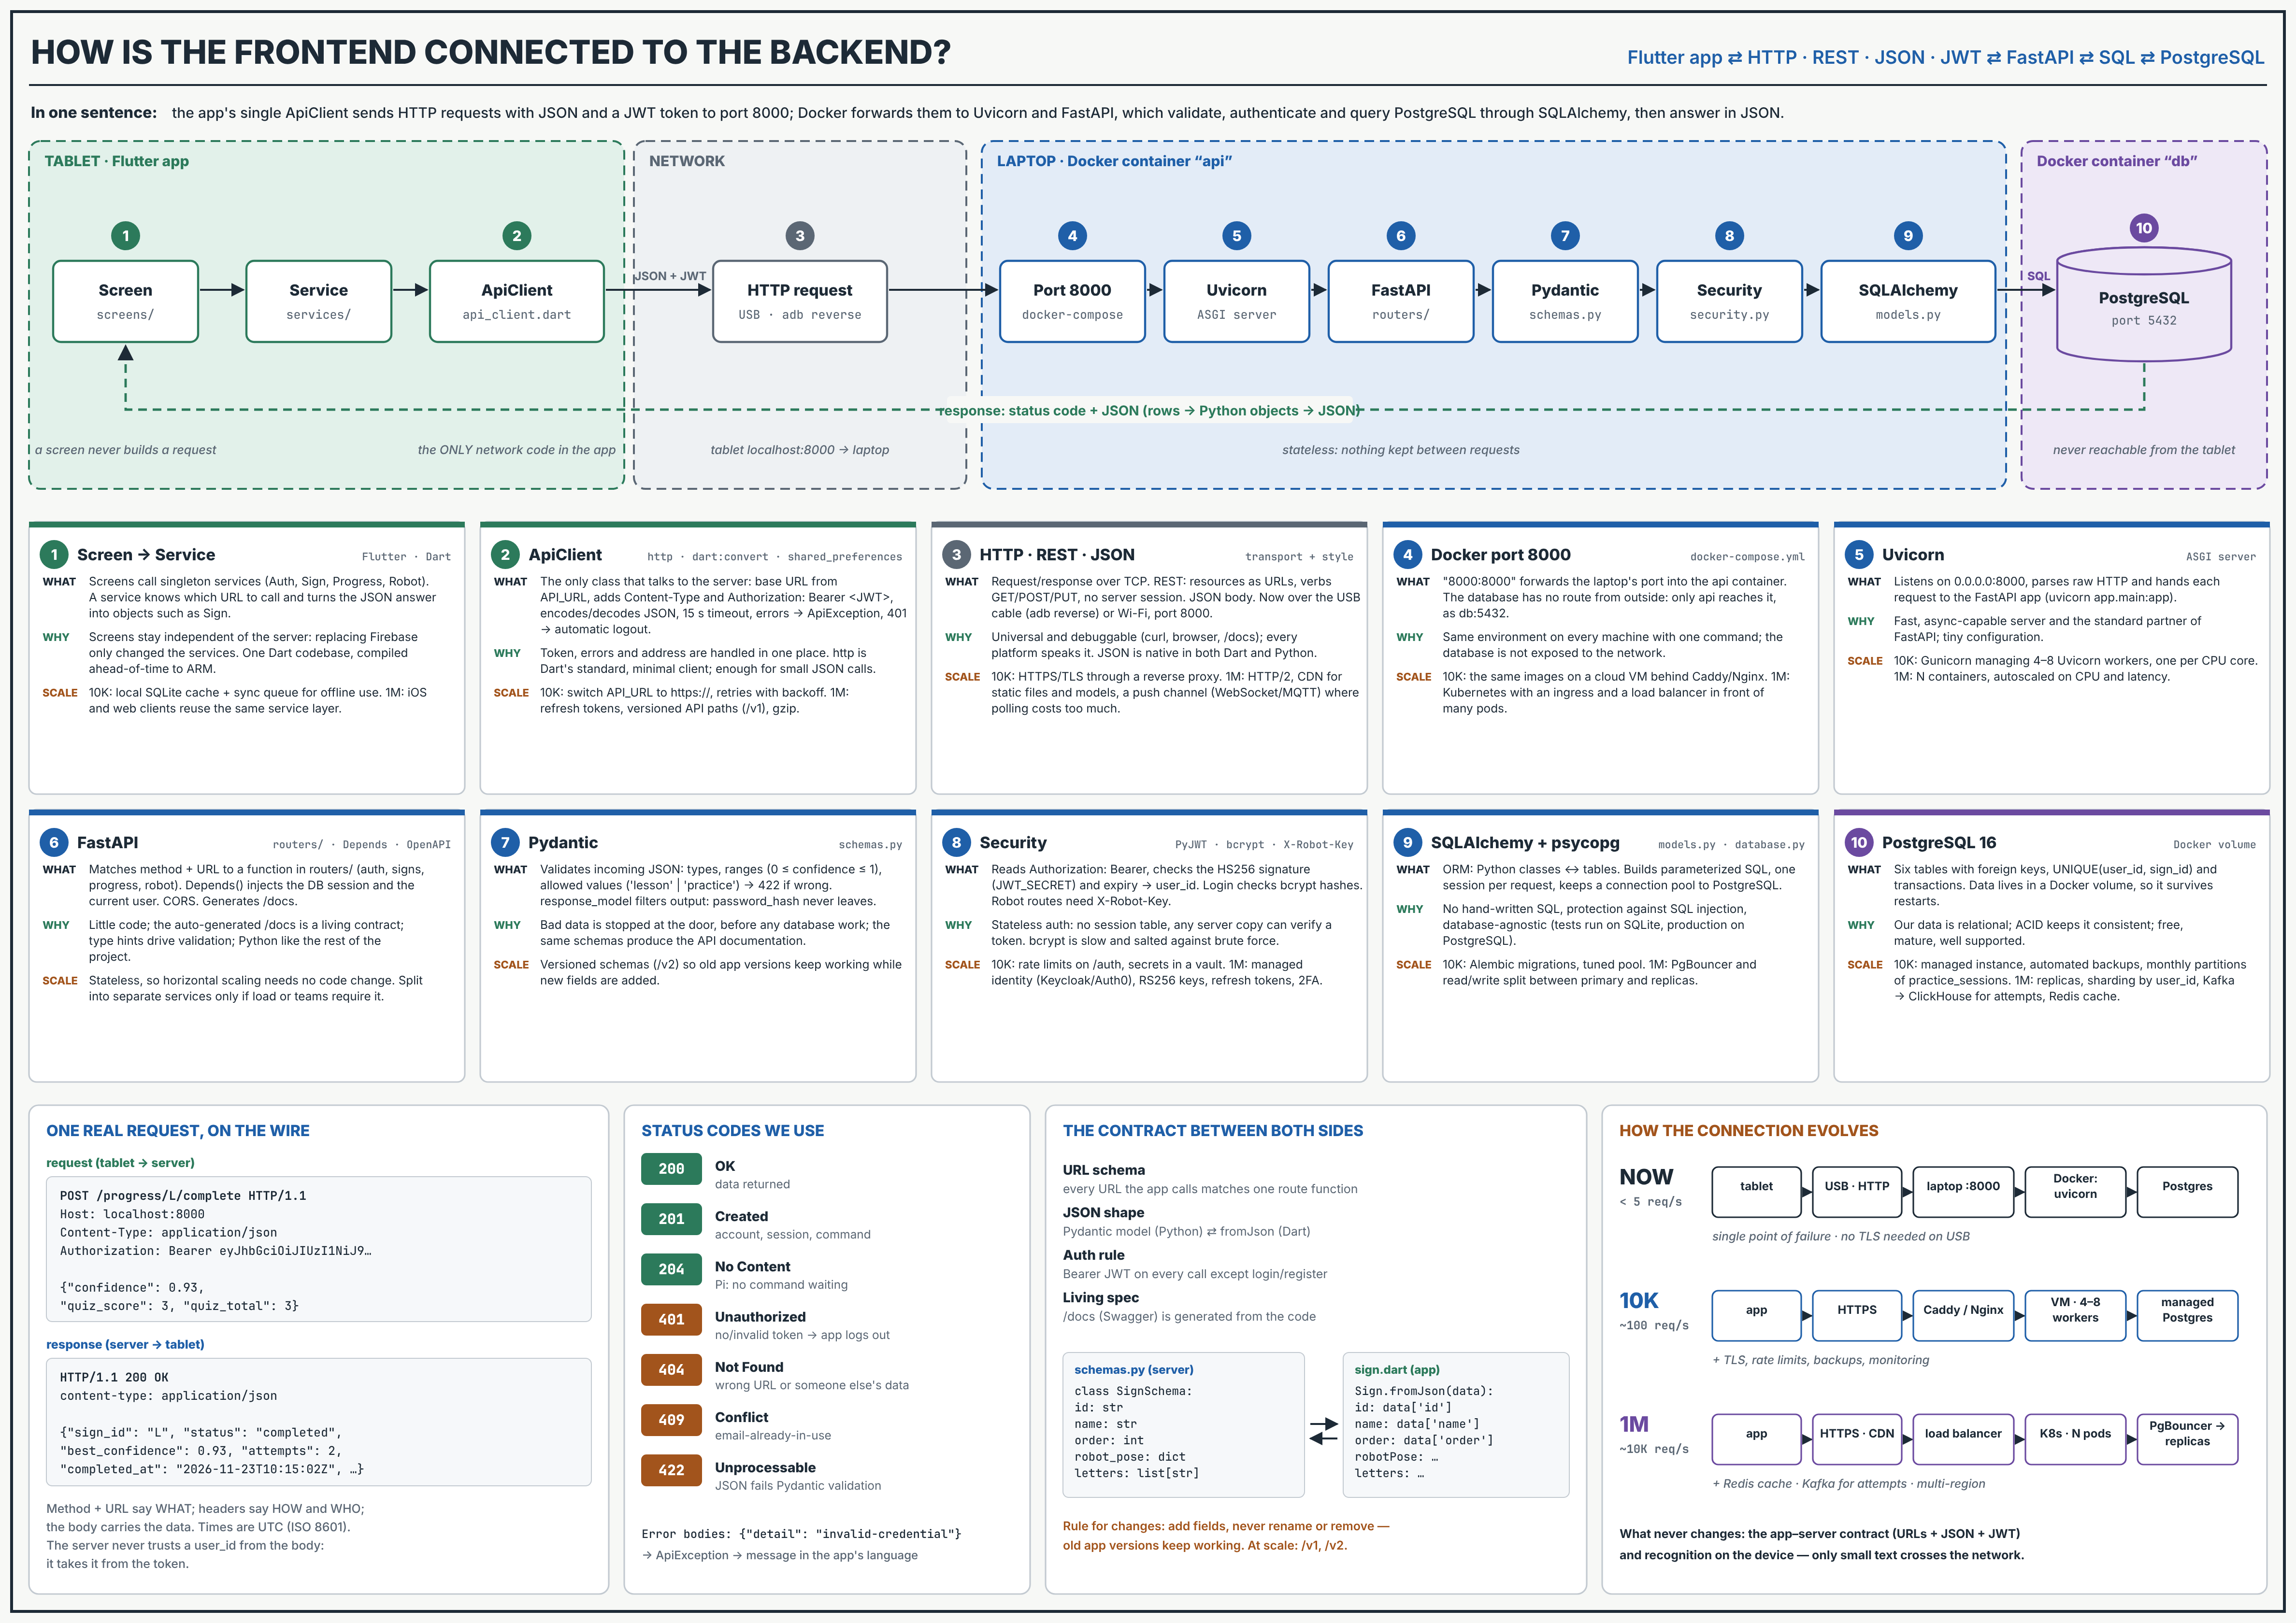 HOW IS THE FRONTEND CONNECTED TO THE BACKEND?
Flutter app ⇄ HTTP · REST · JSON · JWT ⇄ FastAPI ⇄ SQL ⇄ PostgreSQL
In one sentence: the app's single ApiClient sends HTTP requests with JSON and a JWT token to port 8000; Docker forwards them to Uvicorn and FastAPI, which validate, authenticate and query PostgreSQL through SQLAlchemy, then answer in JSON.
TABLET · Flutter app
1
Screen
screens/
Service
services/
2
ApiClient
api_client.dart
a screen never builds a request
the ONLY network code in the app
NETWORK
JSON + JWT
3
HTTP request
USB · adb reverse
tablet localhost:8000 → laptop
LAPTOP · Docker container “api”
4
Port 8000
docker-compose
5
Uvicorn
ASGI server
6
FastAPI
routers/
7
Pydantic
schemas.py
8
Security
security.py
9
SQLAlchemy
models.py
response: status code + JSON (rows → Python objects → JSON)
stateless: nothing kept between requests
Docker container “db”
SQL
10
PostgreSQL
port 5432
never reachable from the tablet
1 Screen → Service
Flutter · Dart
WHAT Screens call singleton services (Auth, Sign, Progress, Robot).
A service knows which URL to call and turns the JSON answer
into objects such as Sign.
WHY Screens stay independent of the server: replacing Firebase
only changed the services. One Dart codebase, compiled
ahead-of-time to ARM.
SCALE 10K: local SQLite cache + sync queue for offline use. 1M: iOS
and web clients reuse the same service layer.
2 ApiClient
http · dart:convert · shared_preferences
WHAT The only class that talks to the server: base URL from
API_URL, adds Content-Type and Authorization: Bearer <JWT>,
encodes/decodes JSON, 15 s timeout, errors → ApiException, 401
→ automatic logout.
WHY Token, errors and address are handled in one place. http is
Dart's standard, minimal client; enough for small JSON calls.
SCALE 10K: switch API_URL to https://, retries with backoff. 1M:
refresh tokens, versioned API paths (/v1), gzip.
3 HTTP · REST · JSON
transport + style
WHAT Request/response over TCP. REST: resources as URLs, verbs
GET/POST/PUT, no server session. JSON body. Now over the USB
cable (adb reverse) or Wi-Fi, port 8000.
WHY Universal and debuggable (curl, browser, /docs); every
platform speaks it. JSON is native in both Dart and Python.
SCALE 10K: HTTPS/TLS through a reverse proxy. 1M: HTTP/2, CDN for
static files and models, a push channel (WebSocket/MQTT) where
polling costs too much.
4 Docker port 8000
docker-compose.yml
WHAT "8000:8000" forwards the laptop's port into the api container.
The database has no route from outside: only api reaches it,
as db:5432.
WHY Same environment on every machine with one command; the
database is not exposed to the network.
SCALE 10K: the same images on a cloud VM behind Caddy/Nginx. 1M:
Kubernetes with an ingress and a load balancer in front of
many pods.
5 Uvicorn
ASGI server
WHAT Listens on 0.0.0.0:8000, parses raw HTTP and hands each
request to the FastAPI app (uvicorn app.main:app).
WHY Fast, async-capable server and the standard partner of
FastAPI; tiny configuration.
SCALE 10K: Gunicorn managing 4–8 Uvicorn workers, one per CPU core.
1M: N containers, autoscaled on CPU and latency.
6 FastAPI
routers/ · Depends · OpenAPI
WHAT Matches method + URL to a function in routers/ (auth, signs,
progress, robot). Depends() injects the DB session and the
current user. CORS. Generates /docs.
WHY Little code; the auto-generated /docs is a living contract;
type hints drive validation; Python like the rest of the
project.
SCALE Stateless, so horizontal scaling needs no code change. Split
into separate services only if load or teams require it.
7 Pydantic
schemas.py
WHAT Validates incoming JSON: types, ranges (0 ≤ confidence ≤ 1),
allowed values ('lesson' | 'practice') → 422 if wrong.
response_model filters output: password_hash never leaves.
WHY Bad data is stopped at the door, before any database work; the
same schemas produce the API documentation.
SCALE Versioned schemas (/v2) so old app versions keep working while
new fields are added.
8 Security
PyJWT · bcrypt · X-Robot-Key
WHAT Reads Authorization: Bearer, checks the HS256 signature
(JWT_SECRET) and expiry → user_id. Login checks bcrypt hashes.
Robot routes need X-Robot-Key.
WHY Stateless auth: no session table, any server copy can verify a
token. bcrypt is slow and salted against brute force.
SCALE 10K: rate limits on /auth, secrets in a vault. 1M: managed
identity (Keycloak/Auth0), RS256 keys, refresh tokens, 2FA.
9 SQLAlchemy + psycopg
models.py · database.py
WHAT ORM: Python classes ↔ tables. Builds parameterized SQL, one
session per request, keeps a connection pool to PostgreSQL.
WHY No hand-written SQL, protection against SQL injection,
database-agnostic (tests run on SQLite, production on
PostgreSQL).
SCALE 10K: Alembic migrations, tuned pool. 1M: PgBouncer and
read/write split between primary and replicas.
10 PostgreSQL 16
Docker volume
WHAT Six tables with foreign keys, UNIQUE(user_id, sign_id) and
transactions. Data lives in a Docker volume, so it survives
restarts.
WHY Our data is relational; ACID keeps it consistent; free,
mature, well supported.
SCALE 10K: managed instance, automated backups, monthly partitions
of practice_sessions. 1M: replicas, sharding by user_id, Kafka
→ ClickHouse for attempts, Redis cache.
ONE REAL REQUEST, ON THE WIRE
request (tablet → server)
POST /progress/L/complete HTTP/1.1
Host: localhost:8000
Content-Type: application/json
Authorization: Bearer eyJhbGciOiJIUzI1NiJ9…
{"confidence": 0.93,
"quiz_score": 3, "quiz_total": 3}
response (server → tablet)
HTTP/1.1 200 OK
content-type: application/json
{"sign_id": "L", "status": "completed",
"best_confidence": 0.93, "attempts": 2,
"completed_at": "2026-11-23T10:15:02Z", …}
Method + URL say WHAT; headers say HOW and WHO;
the body carries the data. Times are UTC (ISO 8601).
The server never trusts a user_id from the body:
it takes it from the token.
STATUS CODES WE USE
200 OK
data returned
201 Created
account, session, command
204 No Content
Pi: no command waiting
401 Unauthorized
no/invalid token → app logs out
404 Not Found
wrong URL or someone else's data
409 Conflict
email-already-in-use
422 Unprocessable
JSON fails Pydantic validation
Error bodies: {"detail": "invalid-credential"}
→ ApiException → message in the app's language
THE CONTRACT BETWEEN BOTH SIDES
URL schema
every URL the app calls matches one route function
JSON shape
Pydantic model (Python) ⇄ fromJson (Dart)
Auth rule
Bearer JWT on every call except login/register
Living spec
/docs (Swagger) is generated from the code
schemas.py (server)
class SignSchema:
id: str
name: str
order: int
robot_pose: dict
letters: list[str]
sign.dart (app)
Sign.fromJson(data):
id: data['id']
name: data['name']
order: data['order']
robotPose: …
letters: …
Rule for changes: add fields, never rename or remove —
old app versions keep working. At scale: /v1, /v2.
HOW THE CONNECTION EVOLVES
NOW
< 5 req/s
tablet
USB · HTTP
laptop :8000
Docker:
uvicorn
Postgres
single point of failure · no TLS needed on USB
10K
~100 req/s
app
HTTPS
Caddy / Nginx
VM · 4–8
workers
managed
Postgres
+ TLS, rate limits, backups, monitoring
1M
~10K req/s
app
HTTPS · CDN
load balancer
K8s · N pods
PgBouncer →
replicas
+ Redis cache · Kafka for attempts · multi-region
What never changes: the app–server contract (URLs + JSON + JWT)
and recognition on the device — only small text crosses the network.